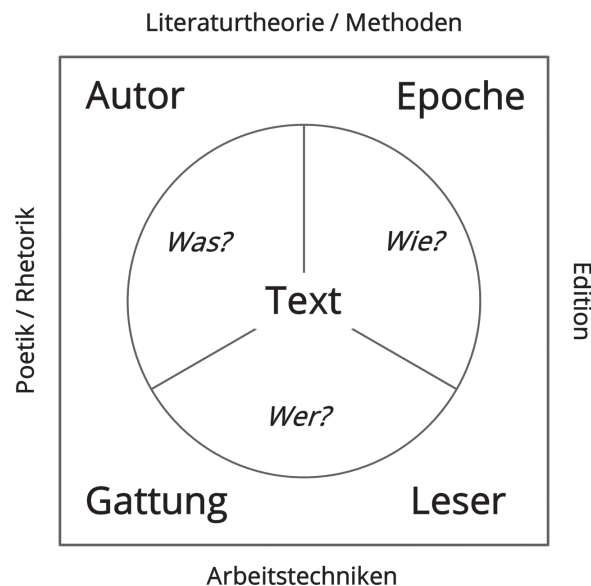 Literaturtheorie / Methoden
Autor
Epoche
Poetik / Rhetorik
Was?
Wie?
Text
Edition
Wer?
Gattung
Leser
Arbeitstechniken